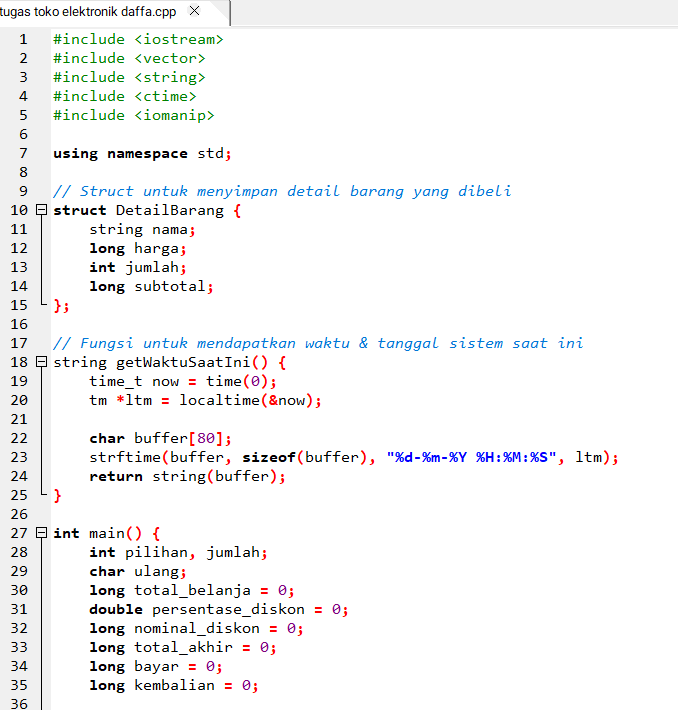 tugas toko elektronik daffa.cpp ×
1 #include <iostream>
2 #include <vector>
3 #include <string>
4 #include <ctime>
5 #include <iomanip>
6
7 using namespace std;
8
9 // Struct untuk menyimpan detail barang yang dibeli
10 struct DetailBarang {
11     string nama;
12     long harga;
13     int jumlah;
14     long subtotal;
15 };
16
17 // Fungsi untuk mendapatkan waktu & tanggal sistem saat ini
18 string getWaktuSaatIni() {
19     time_t now = time(0);
20     tm *ltm = localtime(&now);
21
22     char buffer[80];
23     strftime(buffer, sizeof(buffer), "%d-%m-%Y %H:%M:%S", ltm);
24     return string(buffer);
25 }
26
27 int main() {
28     int pilihan, jumlah;
29     char ulang;
30     long total_belanja = 0;
31     double persentase_diskon = 0;
32     long nominal_diskon = 0;
33     long total_akhir = 0;
34     long bayar = 0;
35     long kembalian = 0;
36